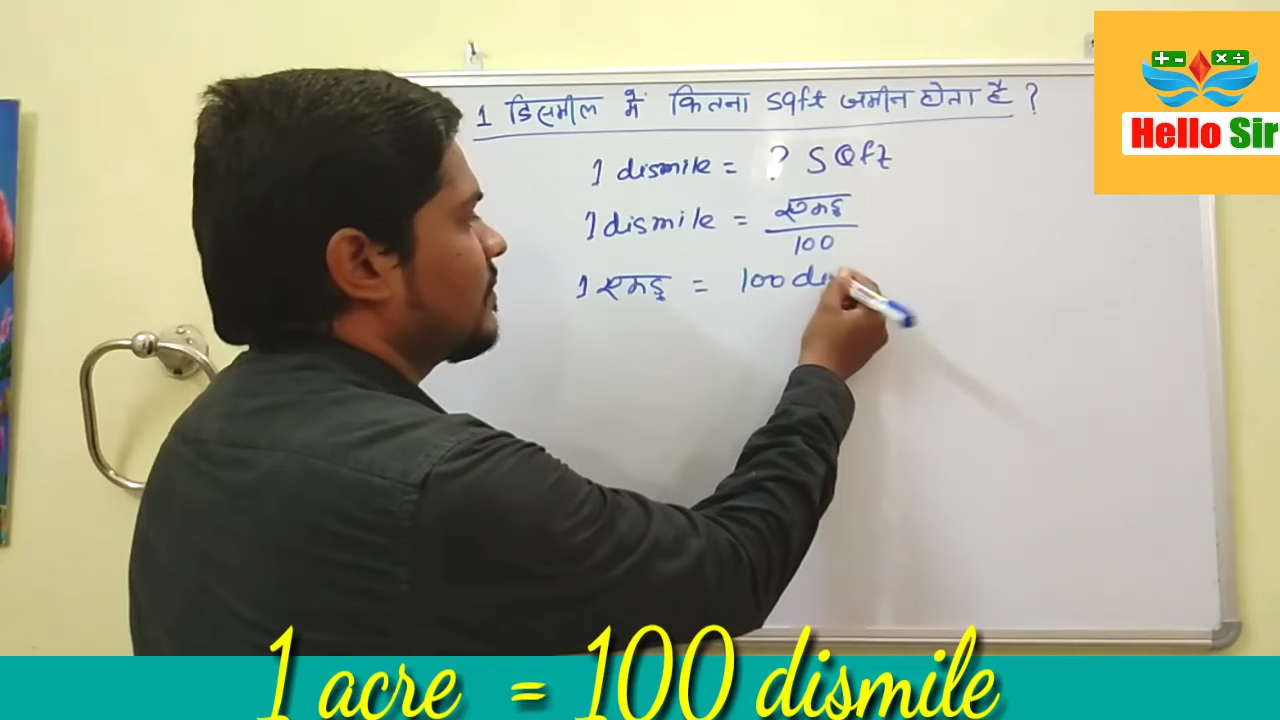 1 डिसमील में कितना sqft जमीन होता है ?
1 dismile = ? SQft
1 dismile = एकड़ / 100
1 एकड़ = 100 di
+ - × ÷
Hello Sir
1 acre = 100 dismile